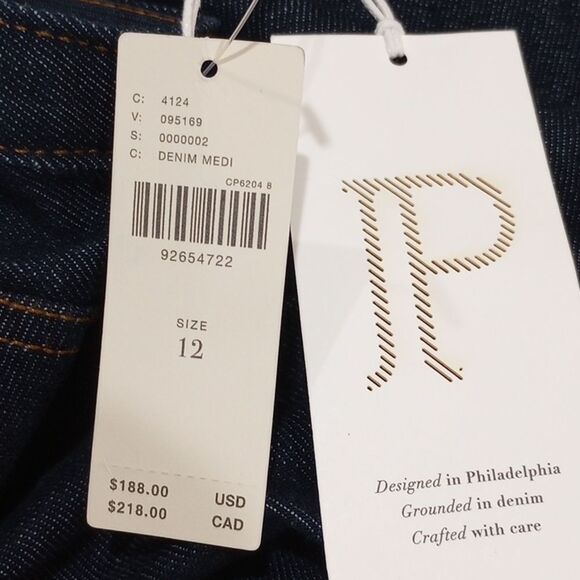 C: 4124
V: 095169
S: 0000002
C: DENIM MEDI
CP6204 8
92654722
SIZE
12
$188.00 USD
$218.00 CAD
P
Designed in Philadelphia
Grounded in denim
Crafted with care